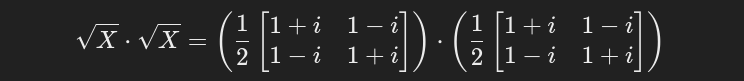 √X · √X = (1/2 [1 + i 1 − i; 1 − i 1 + i]) · (1/2 [1 + i 1 − i; 1 − i 1 + i])